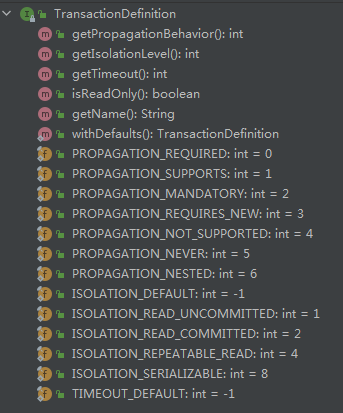 TransactionDefinition
getPropagationBehavior(): int
getIsolationLevel(): int
getTimeout(): int
isReadOnly(): boolean
getName(): String
withDefaults(): TransactionDefinition
PROPAGATION_REQUIRED: int = 0
PROPAGATION_SUPPORTS: int = 1
PROPAGATION_MANDATORY: int = 2
PROPAGATION_REQUIRES_NEW: int = 3
PROPAGATION_NOT_SUPPORTED: int = 4
PROPAGATION_NEVER: int = 5
PROPAGATION_NESTED: int = 6
ISOLATION_DEFAULT: int = -1
ISOLATION_READ_UNCOMMITTED: int = 1
ISOLATION_READ_COMMITTED: int = 2
ISOLATION_REPEATABLE_READ: int = 4
ISOLATION_SERIALIZABLE: int = 8
TIMEOUT_DEFAULT: int = -1